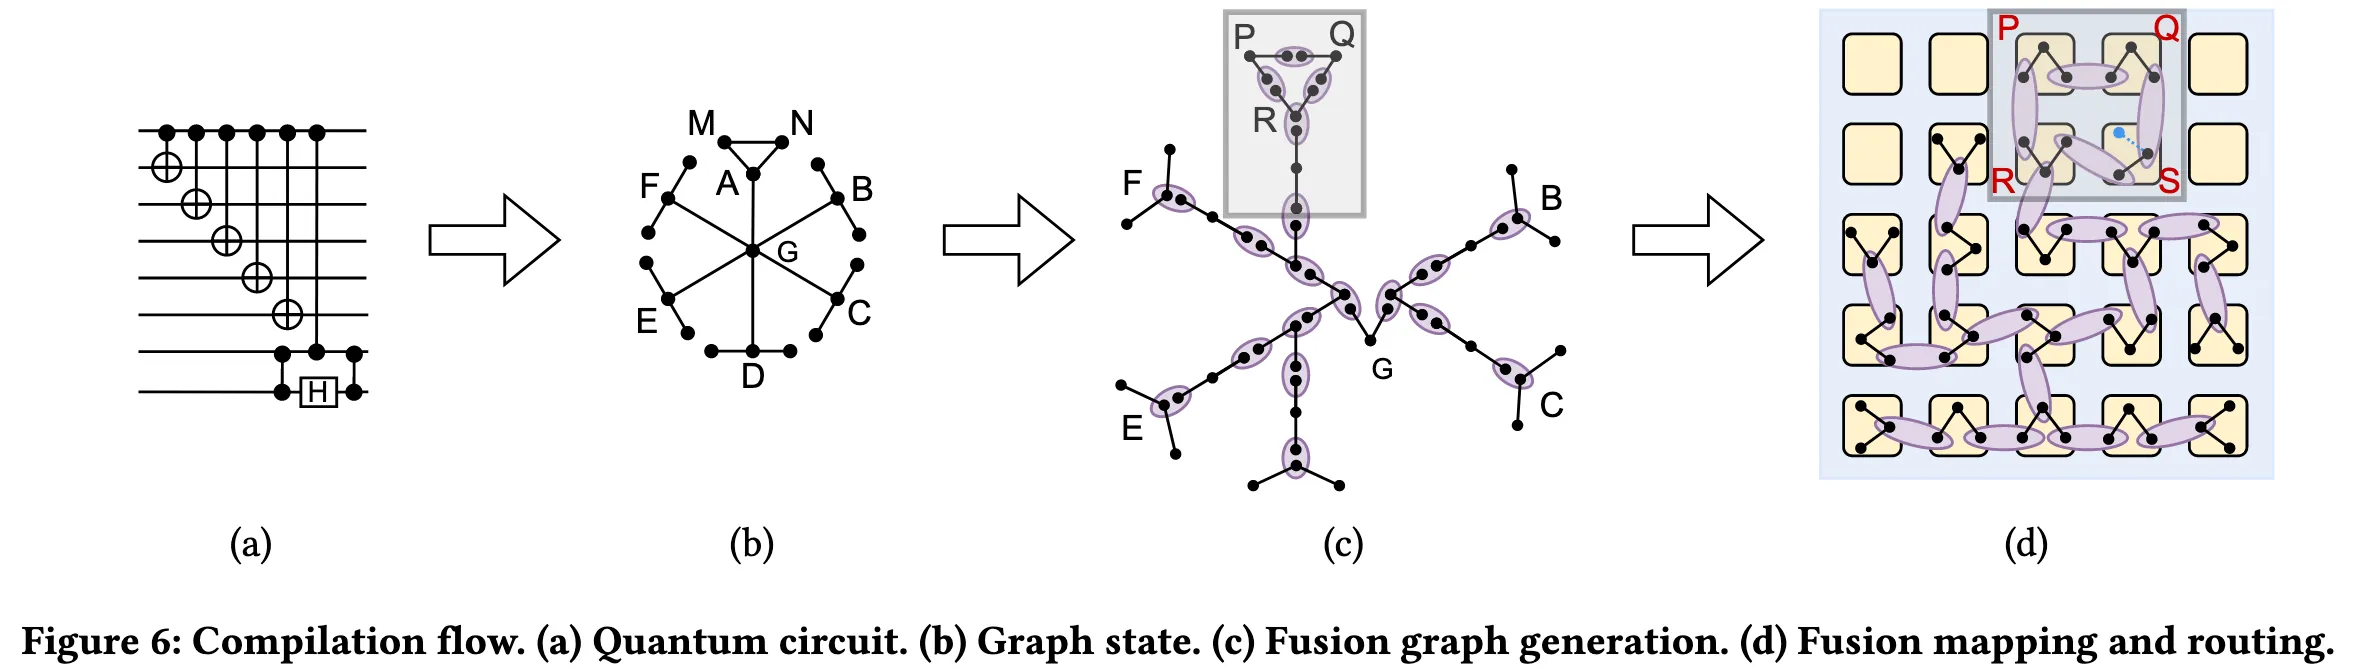 P Q
R
M N
F A B
G
E C
D
H
F B
G
E C
P Q
R S
(a) (b) (c) (d)
Figure 6: Compilation flow. (a) Quantum circuit. (b) Graph state. (c) Fusion graph generation. (d) Fusion mapping and routing.